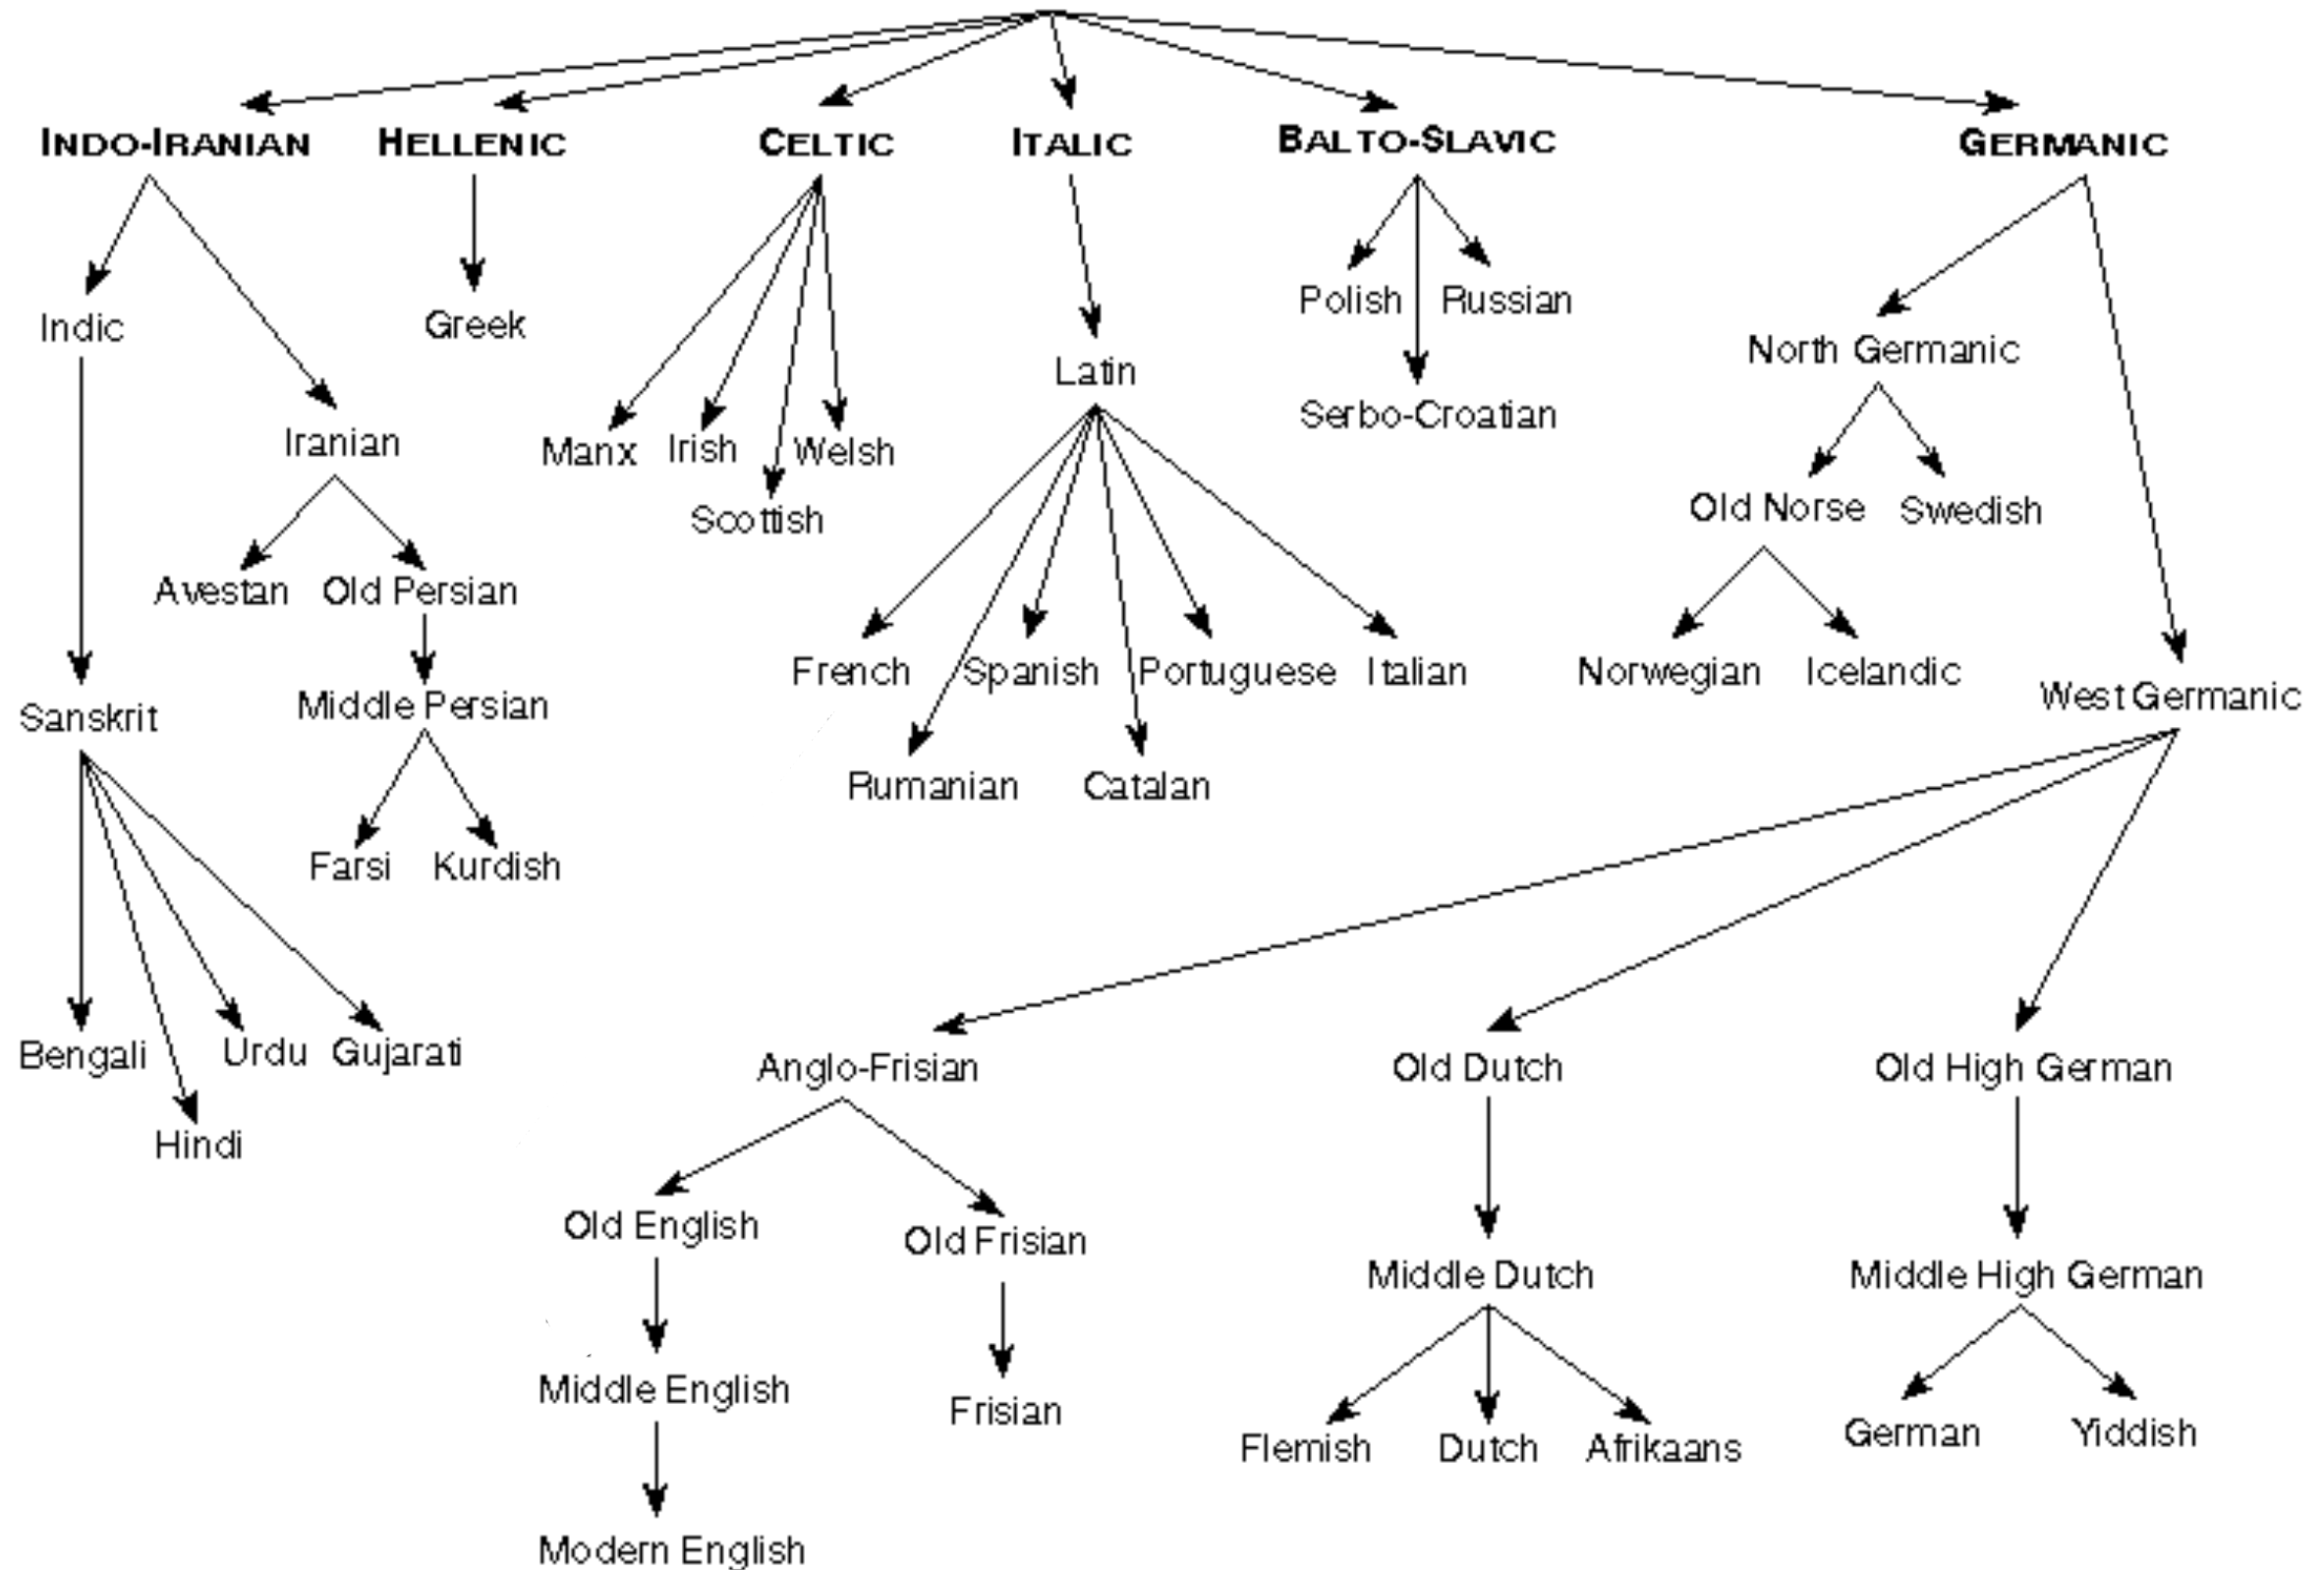 INDO-IRANIAN HELLENIC CELTIC ITALIC BALTO-SLAVIC GERMANIC
Polish Russian
Indic Greek North Germanic
Latin
Serbo-Croatian
Iranian Manx Irish Welsh
Scottish Old Norse Swedish
Avestan Old Persian
French Spanish Portuguese Italian Norwegian Icelandic
Sanskrit Middle Persian West Germanic
Rumanian Catalan
Farsi Kurdish
Bengali Urdu Gujarati Anglo-Frisian Old Dutch Old High German
Hindi
Old English Old Frisian
Middle Dutch Middle High German
Middle English Frisian
Flemish Dutch Afrikaans German Yiddish
Modern English